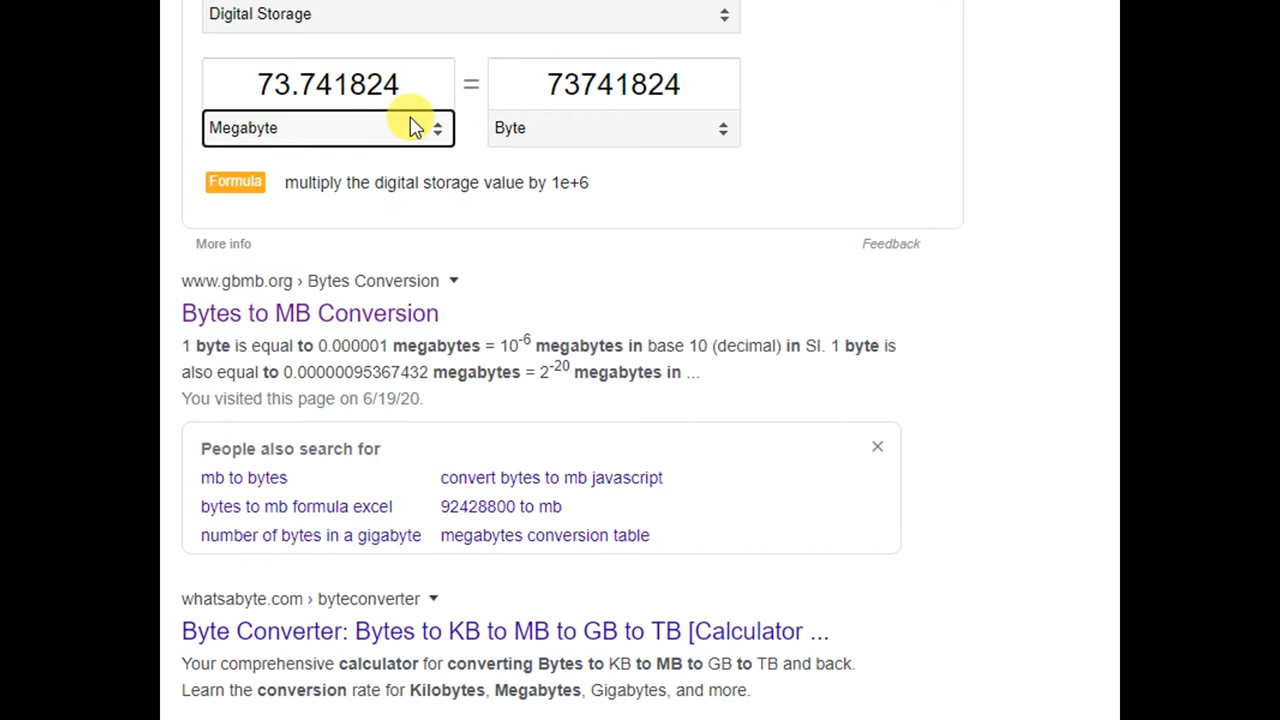 Digital Storage
73.741824 = 73741824
Megabyte Byte
Formula multiply the digital storage value by 1e+6
More info Feedback
www.gbmb.org › Bytes Conversion
Bytes to MB Conversion
1 byte is equal to 0.000001 megabytes = 10-6 megabytes in base 10 (decimal) in SI. 1 byte is
also equal to 0.00000095367432 megabytes = 2-20 megabytes in ...
You visited this page on 6/19/20.
People also search for
mb to bytes convert bytes to mb javascript
bytes to mb formula excel 92428800 to mb
number of bytes in a gigabyte megabytes conversion table
whatsabyte.com › byteconverter
Byte Converter: Bytes to KB to MB to GB to TB [Calculator ...
Your comprehensive calculator for converting Bytes to KB to MB to GB to TB and back.
Learn the conversion rate for Kilobytes, Megabytes, Gigabytes, and more.